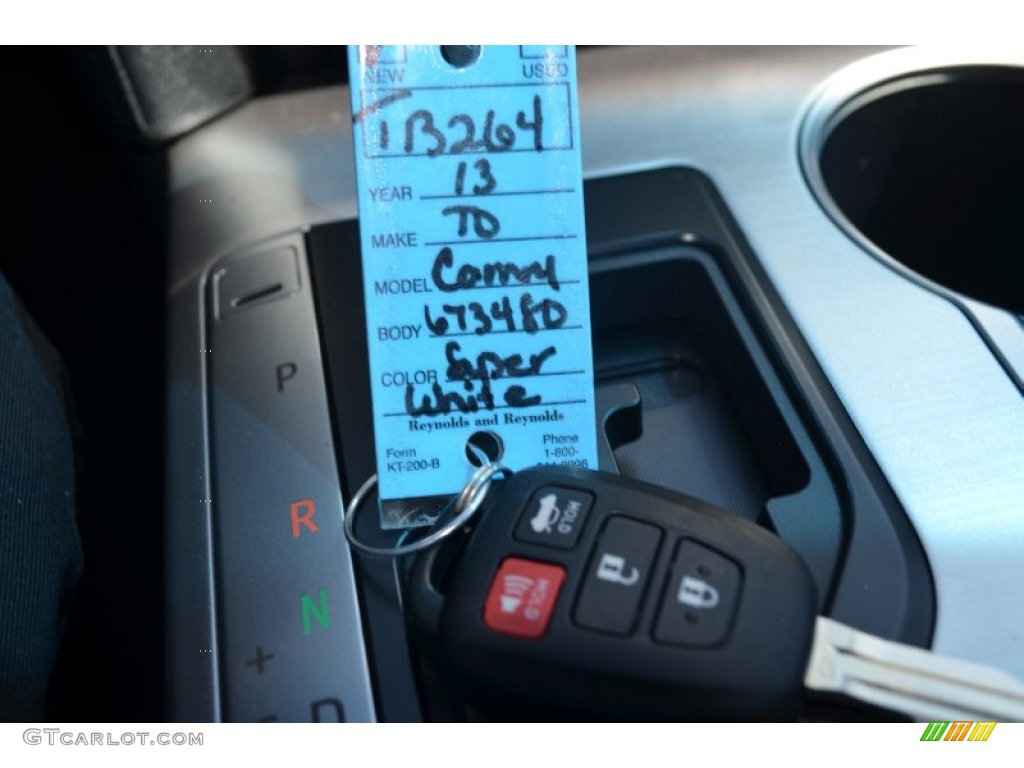 NEW USED
TB264
YEAR 13
MAKE TO
MODEL Camry
BODY 673480
COLOR Super
White
Reynolds and Reynolds
Form Phone
KT-200-B 1-800-
P
R
N
+
D
HOLD
HOLD
GTCARLOT.COM